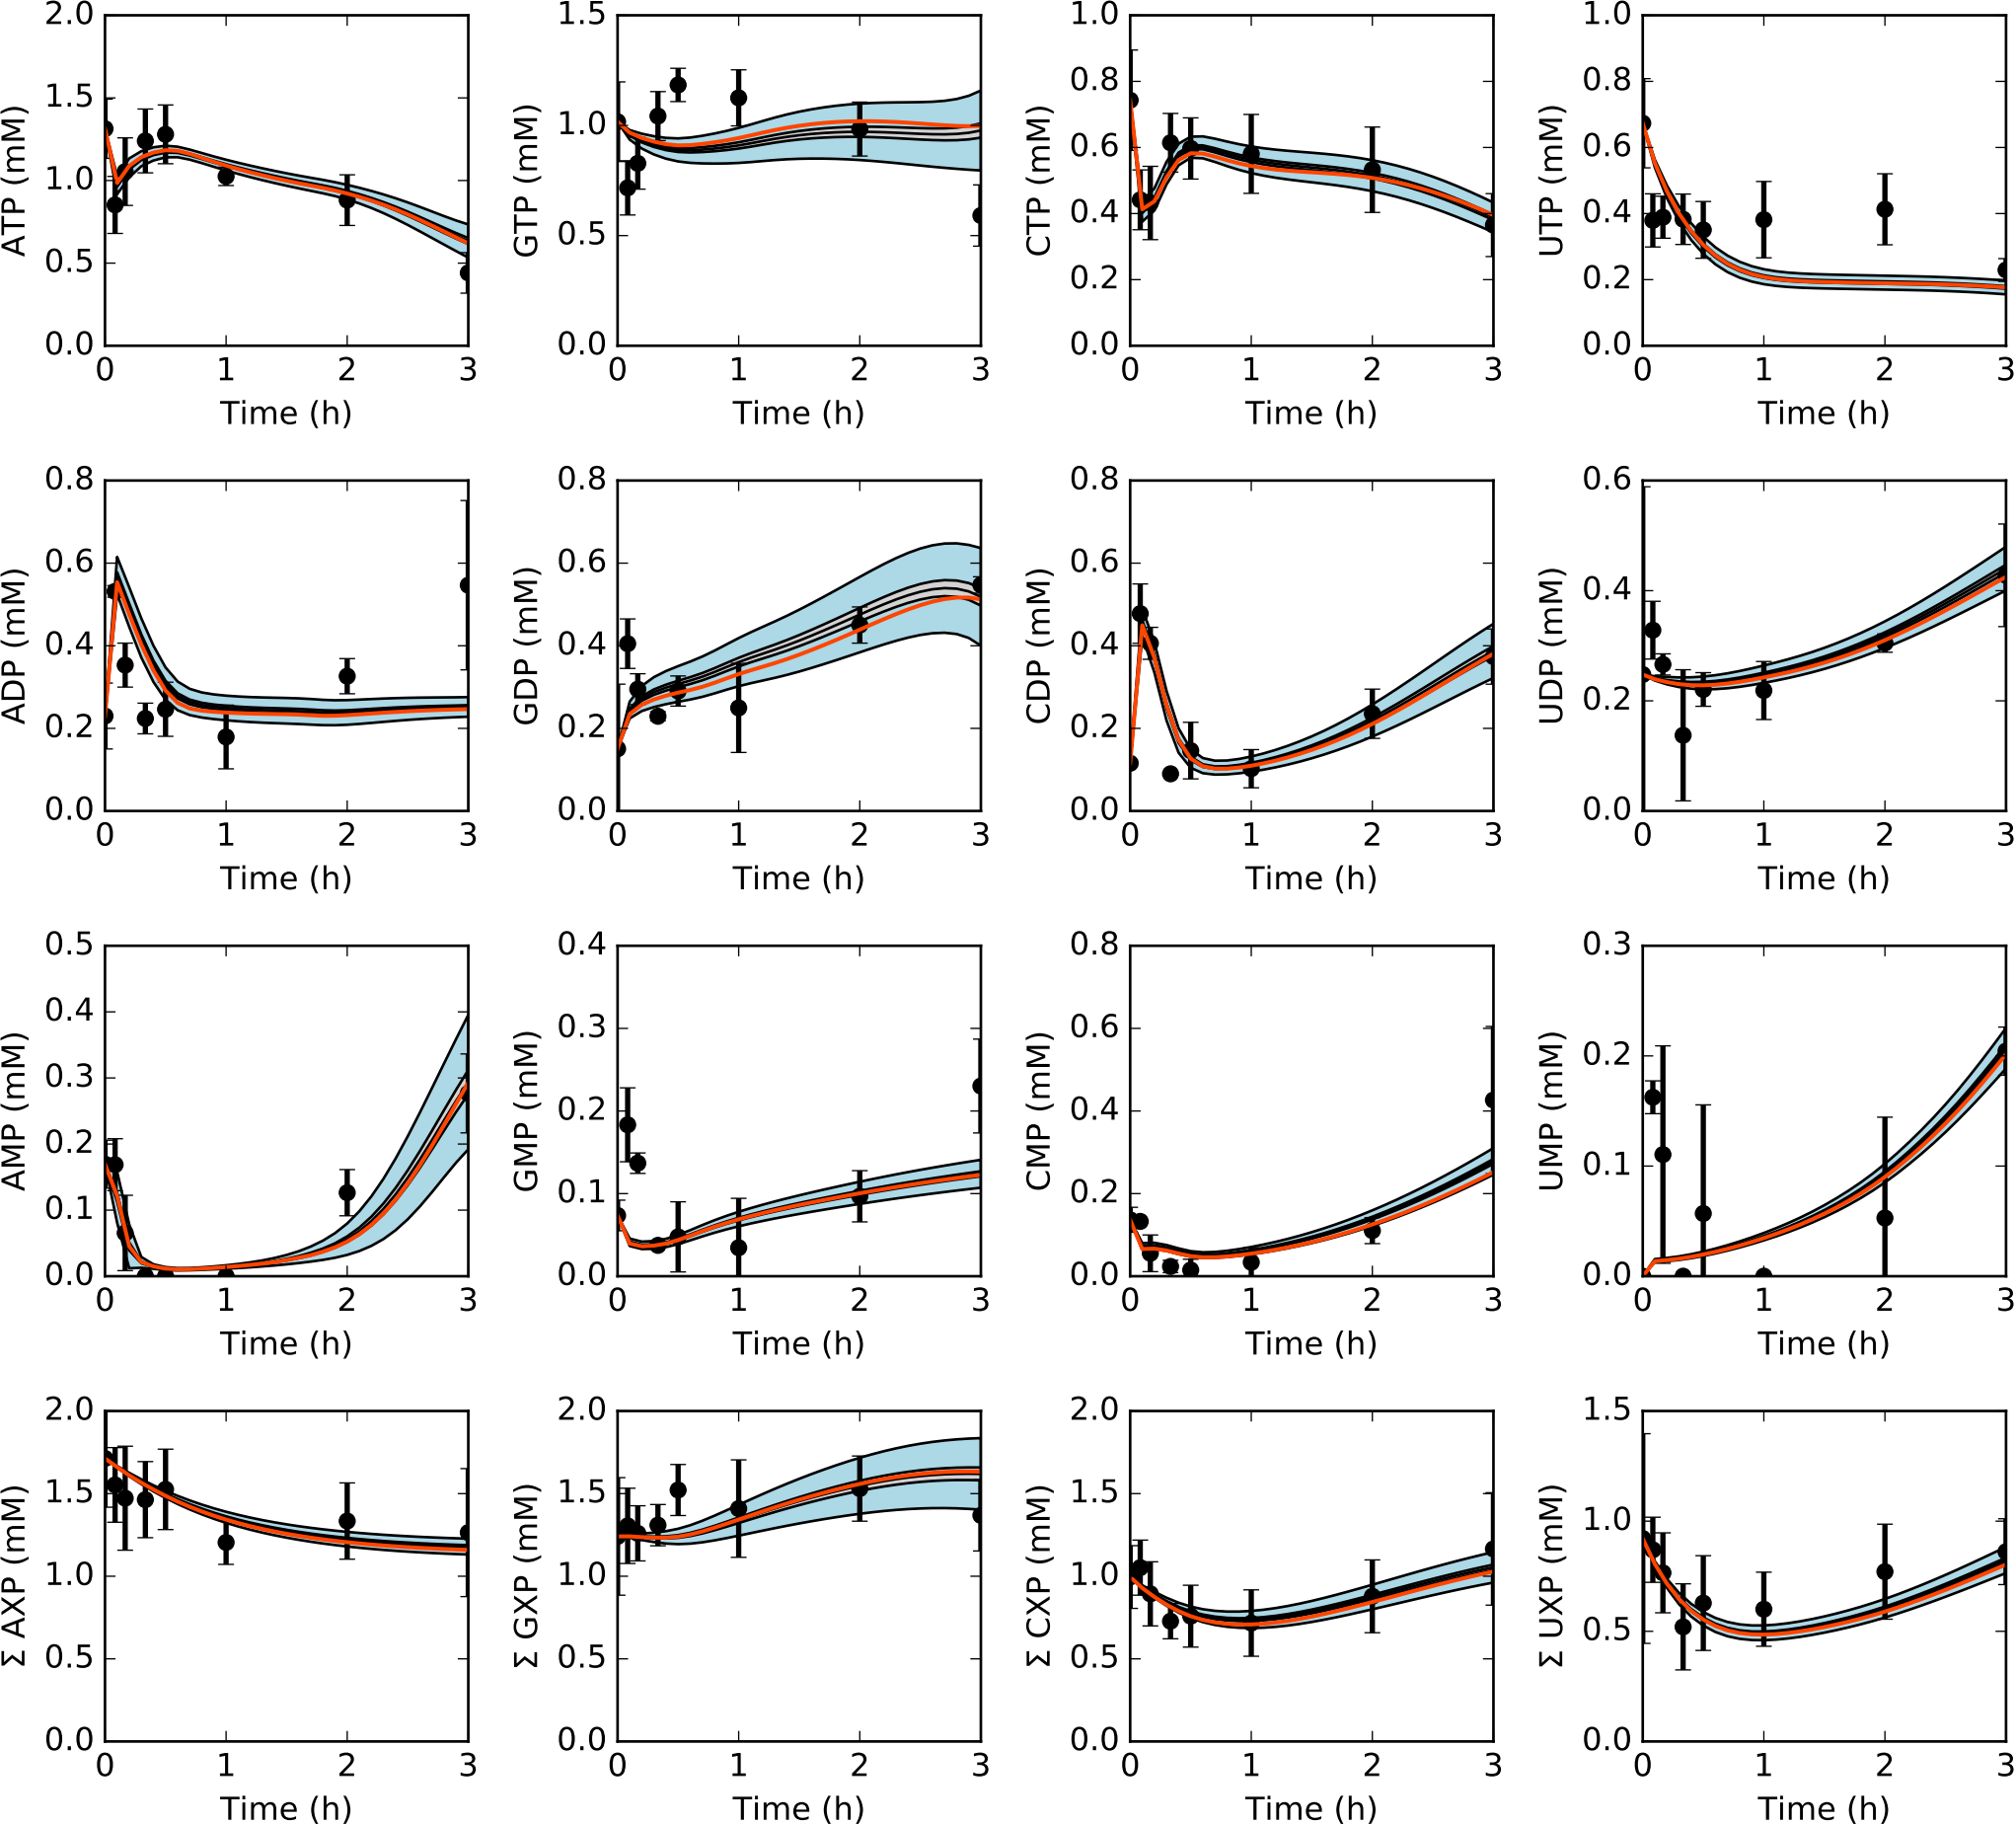 2.0 1.5 1.0 0.5 0.0
ATP (mM)
0 1 2 3
Time (h)
1.5 1.0 0.5 0.0
GTP (mM)
0 1 2 3
Time (h)
1.0 0.8 0.6 0.4 0.2 0.0
CTP (mM)
0 1 2 3
Time (h)
1.0 0.8 0.6 0.4 0.2 0.0
UTP (mM)
0 1 2 3
Time (h)
0.8 0.6 0.4 0.2 0.0
ADP (mM)
0 1 2 3
Time (h)
0.8 0.6 0.4 0.2 0.0
GDP (mM)
0 1 2 3
Time (h)
0.8 0.6 0.4 0.2 0.0
CDP (mM)
0 1 2 3
Time (h)
0.6 0.4 0.2 0.0
UDP (mM)
0 1 2 3
Time (h)
0.5 0.4 0.3 0.2 0.1 0.0
AMP (mM)
0 1 2 3
Time (h)
0.4 0.3 0.2 0.1 0.0
GMP (mM)
0 1 2 3
Time (h)
0.8 0.6 0.4 0.2 0.0
CMP (mM)
0 1 2 3
Time (h)
0.3 0.2 0.1 0.0
UMP (mM)
0 1 2 3
Time (h)
2.0 1.5 1.0 0.5 0.0
Σ AXP (mM)
0 1 2 3
Time (h)
2.0 1.5 1.0 0.5 0.0
Σ GXP (mM)
0 1 2 3
Time (h)
2.0 1.5 1.0 0.5 0.0
Σ CXP (mM)
0 1 2 3
Time (h)
1.5 1.0 0.5 0.0
Σ UXP (mM)
0 1 2 3
Time (h)